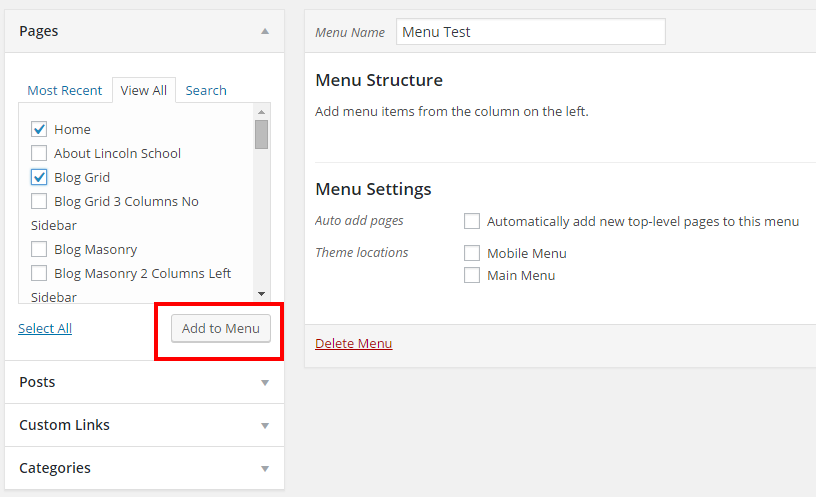 Pages
Most Recent View All Search
Home
About Lincoln School
Blog Grid
Blog Grid 3 Columns No
Sidebar
Blog Masonry
Blog Masonry 2 Columns Left
Sidebar
Select All
Add to Menu
Posts
Custom Links
Categories
Menu Name Menu Test
Menu Structure
Add menu items from the column on the left.
Menu Settings
Auto add pages Automatically add new top-level pages to this menu
Theme locations Mobile Menu
Main Menu
Delete Menu